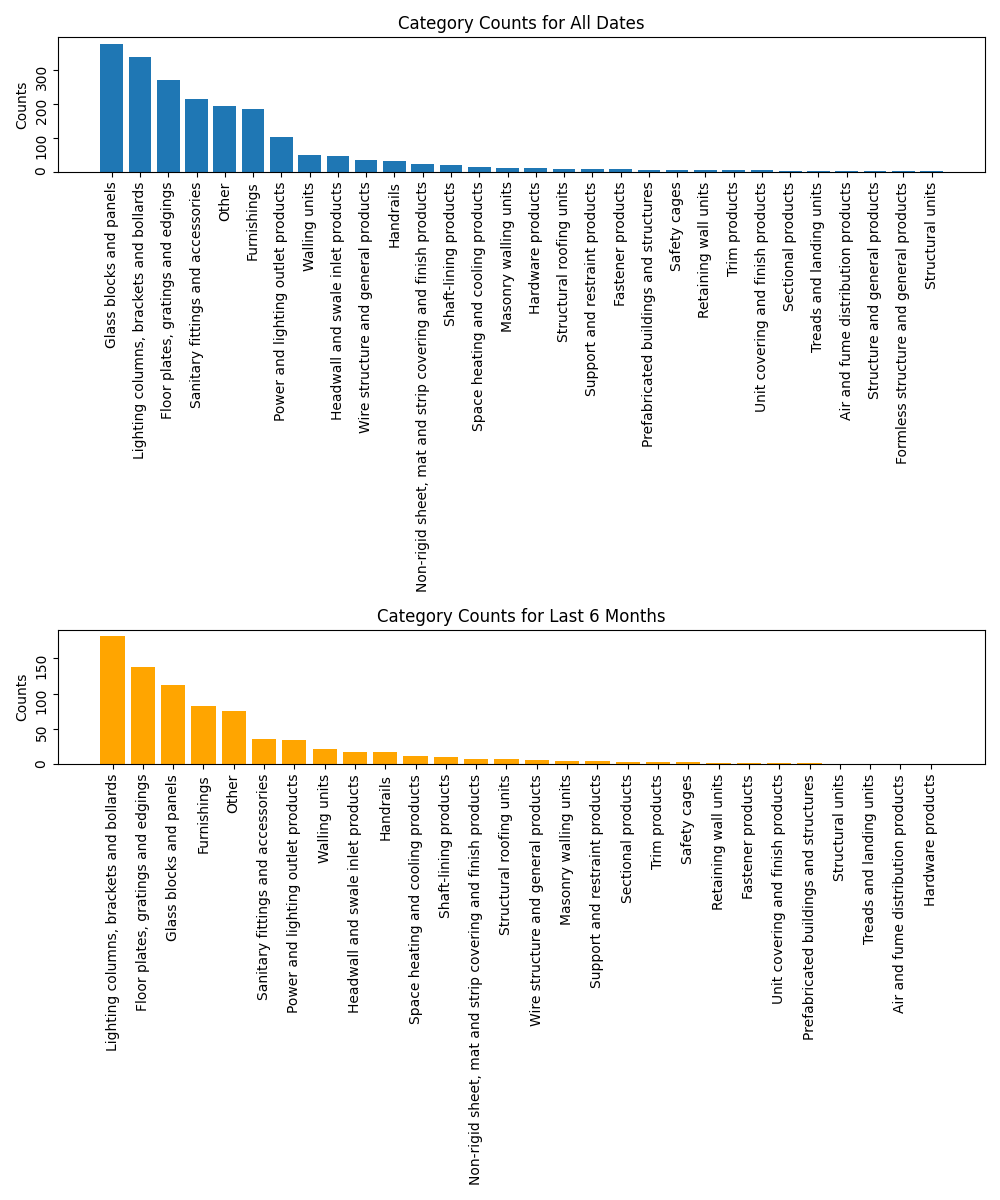 Category Counts for All Dates
Counts
300
200
100
0
Glass blocks and panels
Lighting columns, brackets and bollards
Floor plates, gratings and edgings
Sanitary fittings and accessories
Other
Furnishings
Power and lighting outlet products
Walling units
Headwall and swale inlet products
Wire structure and general products
Handrails
Non-rigid sheet, mat and strip covering and finish products
Shaft-lining products
Space heating and cooling products
Masonry walling units
Hardware products
Structural roofing units
Support and restraint products
Fastener products
Prefabricated buildings and structures
Safety cages
Retaining wall units
Trim products
Unit covering and finish products
Sectional products
Treads and landing units
Air and fume distribution products
Structure and general products
Formless structure and general products
Structural units
Category Counts for Last 6 Months
Counts
150
100
50
0
Lighting columns, brackets and bollards
Floor plates, gratings and edgings
Glass blocks and panels
Furnishings
Other
Sanitary fittings and accessories
Power and lighting outlet products
Walling units
Headwall and swale inlet products
Handrails
Space heating and cooling products
Shaft-lining products
Non-rigid sheet, mat and strip covering and finish products
Structural roofing units
Wire structure and general products
Masonry walling units
Support and restraint products
Sectional products
Trim products
Safety cages
Retaining wall units
Fastener products
Unit covering and finish products
Prefabricated buildings and structures
Structural units
Treads and landing units
Air and fume distribution products
Hardware products